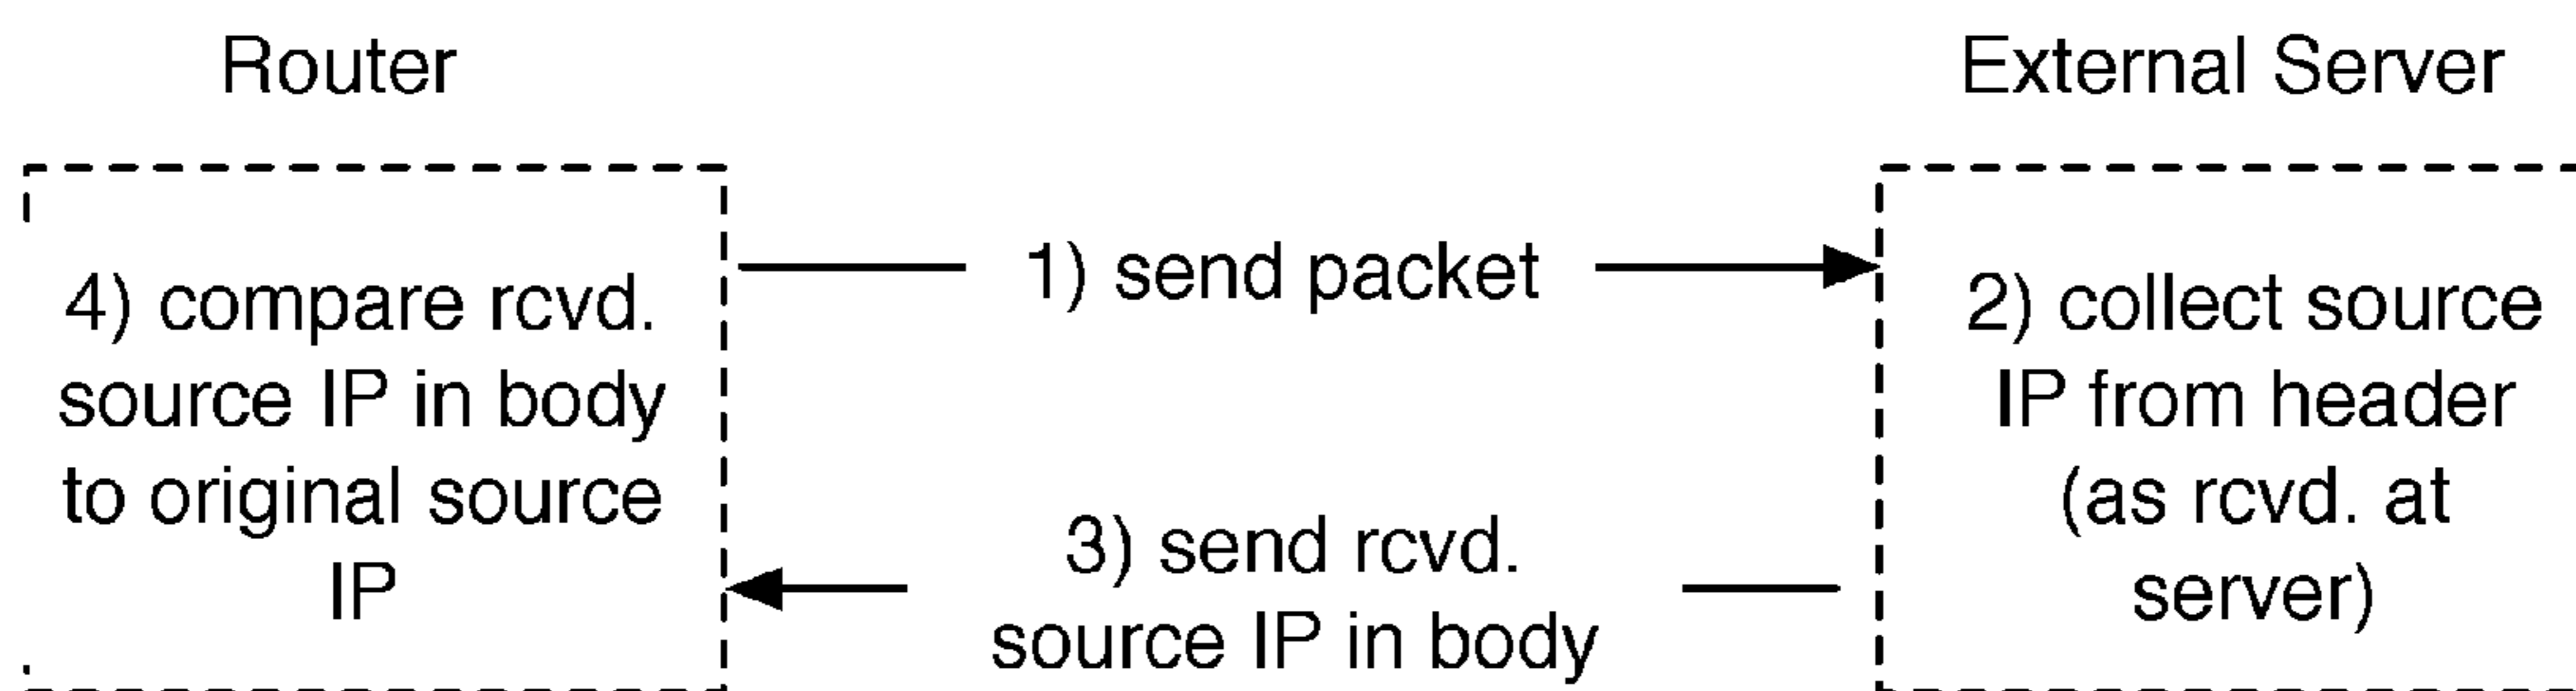 Router
External Server
1) send packet
4) compare rcvd.
source IP in body
to original source
IP
2) collect source
IP from header
(as rcvd. at
server)
3) send rcvd.
source IP in body